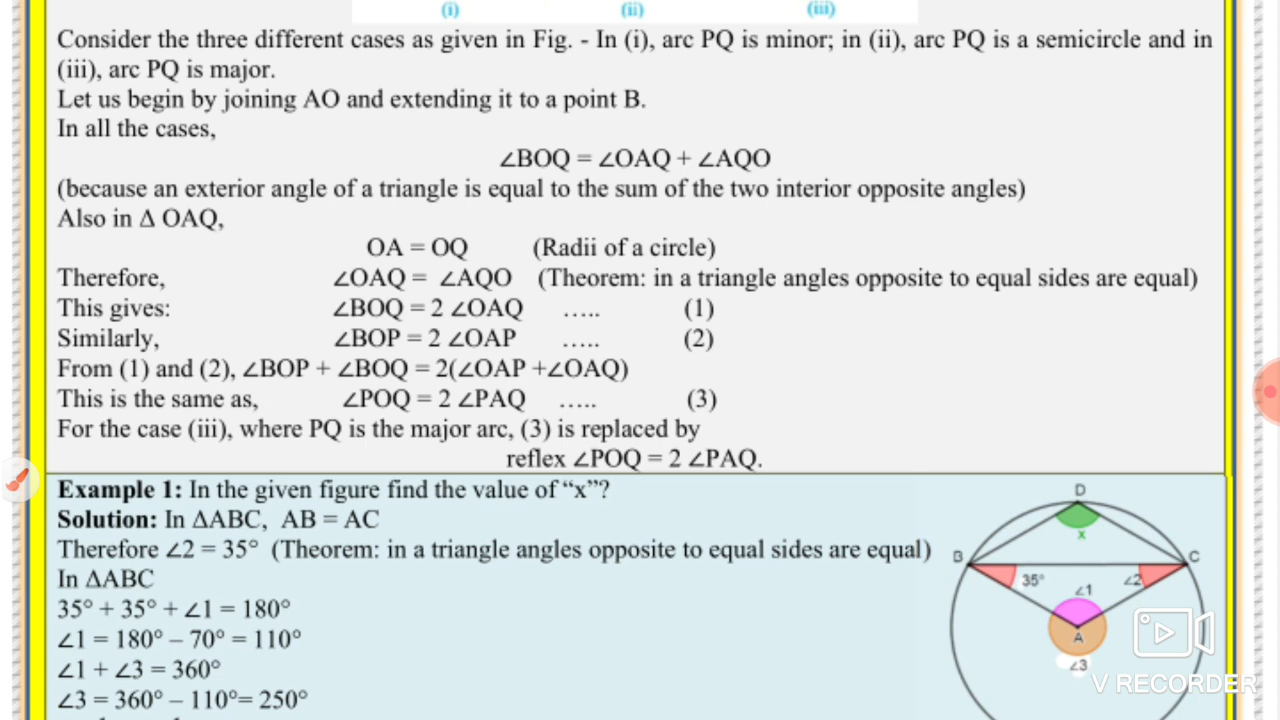 (i) (ii) (iii)
Consider the three different cases as given in Fig. - In (i), arc PQ is minor; in (ii), arc PQ is a semicircle and in
(iii), arc PQ is major.
Let us begin by joining AO and extending it to a point B.
In all the cases,
∠BOQ = ∠OAQ + ∠AQO
(because an exterior angle of a triangle is equal to the sum of the two interior opposite angles)
Also in Δ OAQ,
OA = OQ (Radii of a circle)
Therefore, ∠OAQ = ∠AQO (Theorem: in a triangle angles opposite to equal sides are equal)
This gives: ∠BOQ = 2 ∠OAQ ….. (1)
Similarly, ∠BOP = 2 ∠OAP ….. (2)
From (1) and (2), ∠BOP + ∠BOQ = 2(∠OAP +∠OAQ)
This is the same as, ∠POQ = 2 ∠PAQ ….. (3)
For the case (iii), where PQ is the major arc, (3) is replaced by
reflex ∠POQ = 2 ∠PAQ.
Example 1: In the given figure find the value of “x”?
Solution: In ΔABC, AB = AC
Therefore ∠2 = 35° (Theorem: in a triangle angles opposite to equal sides are equal)
In ΔABC
35° + 35° + ∠1 = 180°
∠1 = 180° – 70° = 110°
∠1 + ∠3 = 360°
∠3 = 360° – 110°= 250°
D
x
B
C
35°
∠1
∠2
A
∠3
V RECORDER